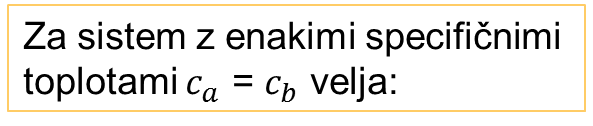 Za sistem z enakimi specifičnimi
toplotami c_a = c_b velja: